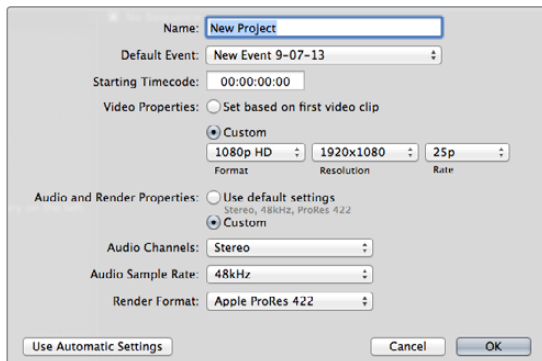 Name: New Project
Default Event: New Event 9-07-13
Starting Timecode: 00:00:00:00
Video Properties: Set based on first video clip
Custom
1080p HD 1920x1080 25p
Format Resolution Rate
Audio and Render Properties: Use default settings
Stereo, 48kHz, ProRes 422
Custom
Audio Channels: Stereo
Audio Sample Rate: 48kHz
Render Format: Apple ProRes 422
Use Automatic Settings Cancel OK